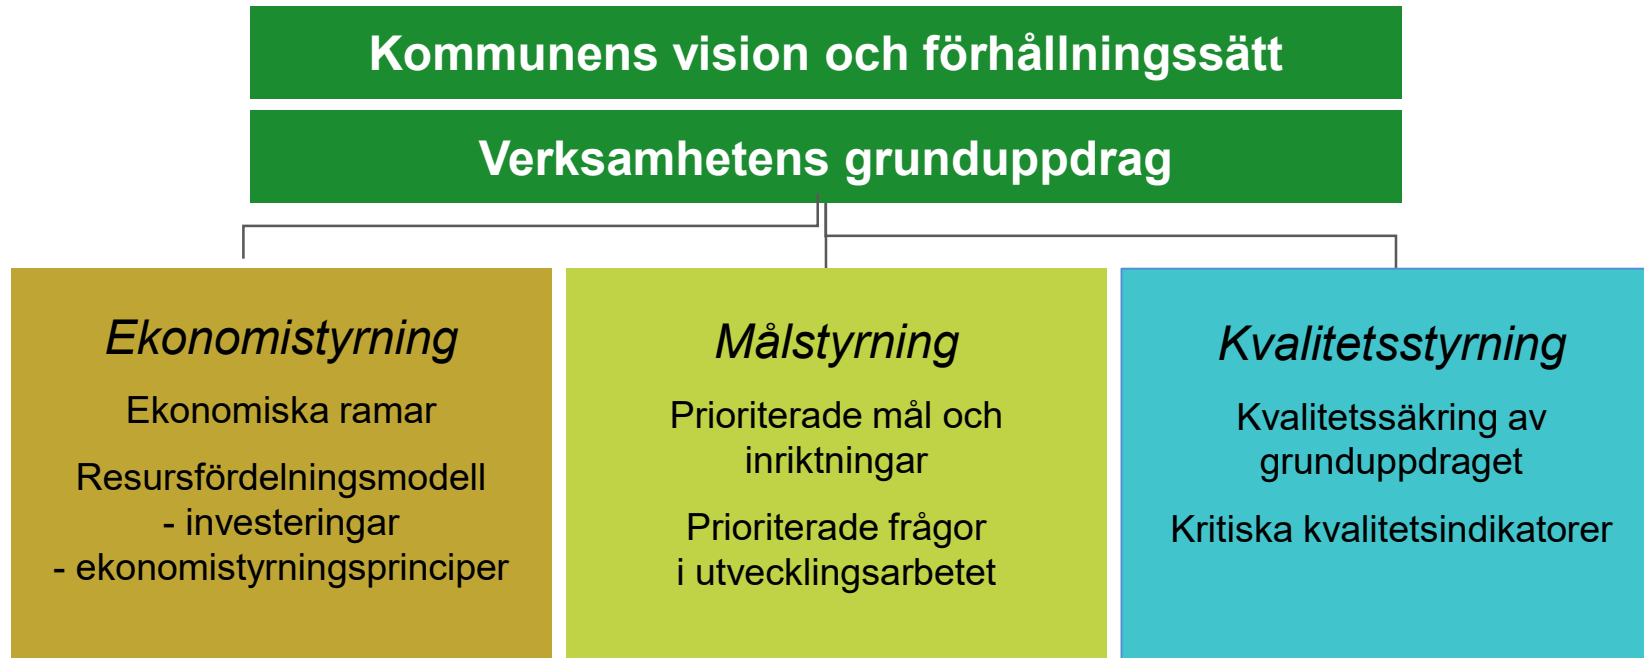 Kommunens vision och förhållningssätt
Verksamhetens grunduppdrag
Ekonomistyrning
Ekonomiska ramar
Resursfördelningsmodell
- investeringar
- ekonomistyrningsprinciper
Målstyrning
Prioriterade mål och
inriktningar
Prioriterade frågor
i utvecklingsarbetet
Kvalitetsstyrning
Kvalitetssäkring av
grunduppdraget
Kritiska kvalitetsindikatorer